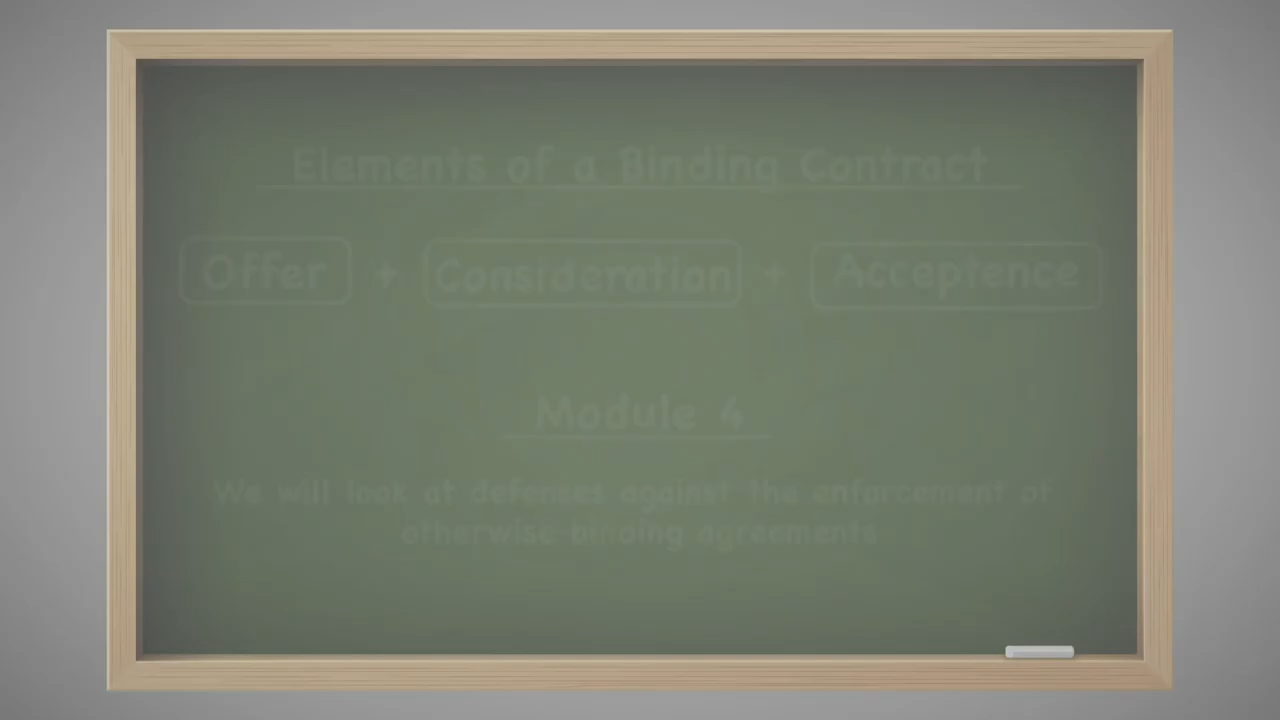 Elements of a Binding Contract
Offer + Consideration + Acceptence
Module 4
We will look at defenses against the enforcement of
otherwise binding agreements